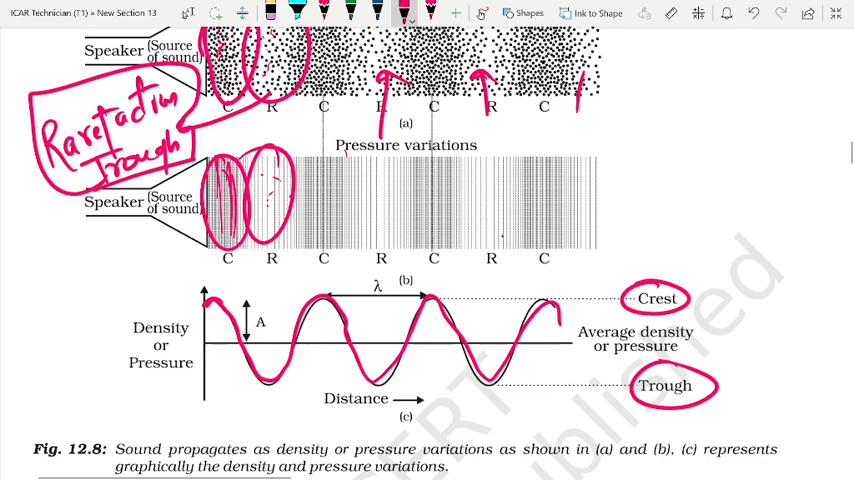 ICAR Technician (T1) » New Section 13
Shapes
Ink to Shape
Speaker (Source of sound)
C R C R C R C
(a)
Rarefaction
Trough
Pressure variations
Speaker (Source of sound)
C R C R C R C
(b)
λ
Crest
A
Density
or
Pressure
Average density
or pressure
Trough
Distance
(c)
Fig. 12.8: Sound propagates as density or pressure variations as shown in (a) and (b), (c) represents
graphically the density and pressure variations.